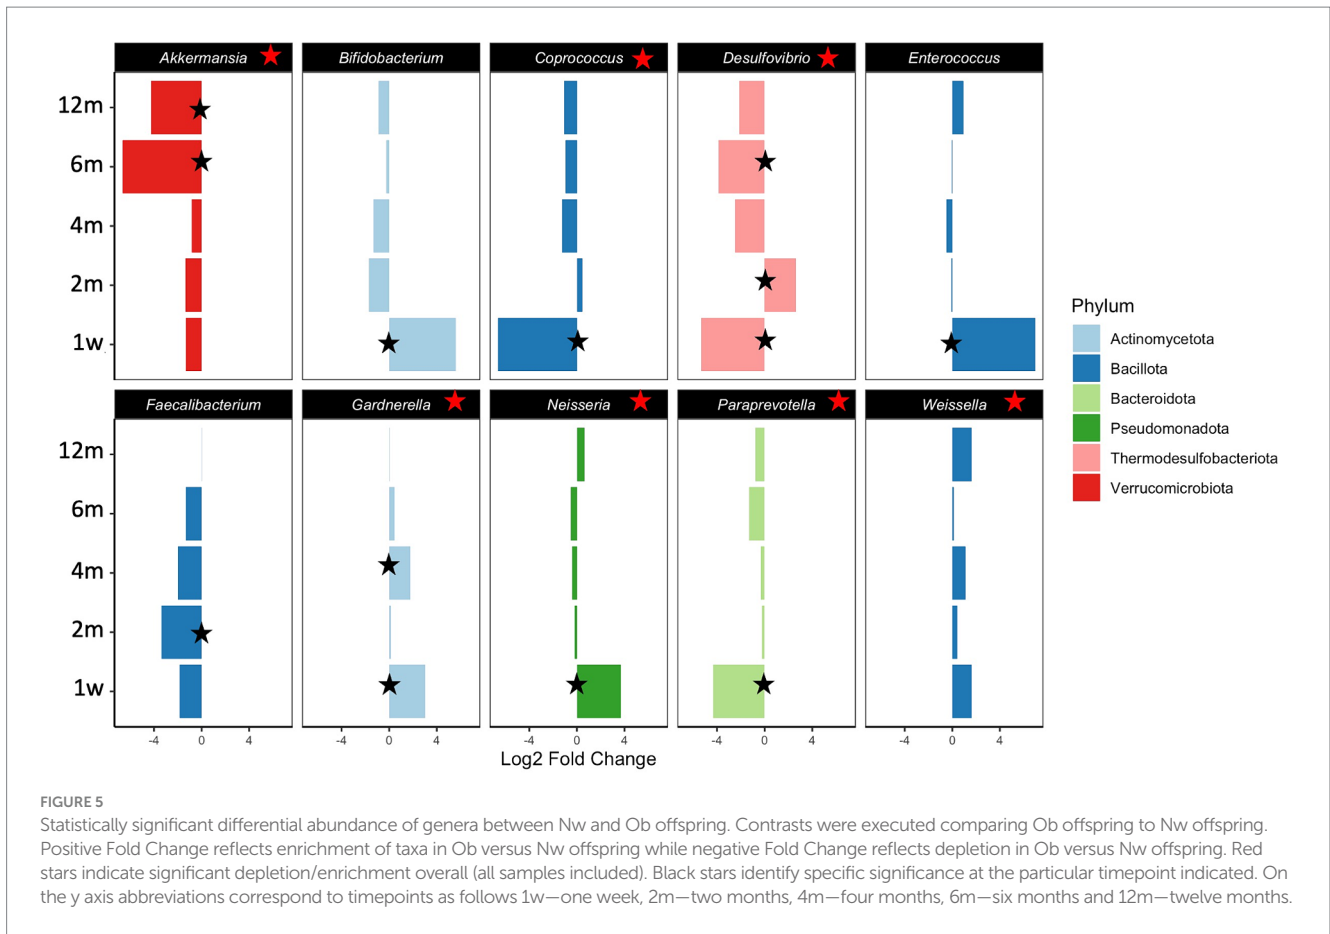 Akkermansia
Bifidobacterium
Coprococcus
Desulfovibrio
Enterococcus
12m
6m
4m
2m
1w
Faecalibacterium
Gardnerella
Neisseria
Paraprevotella
Weissella
12m
6m
4m
2m
1w
-4 0 4 -4 0 4 -4 0 4 -4 0 4 -4 0 4
Log2 Fold Change
Phylum
Actinomycetota
Bacillota
Bacteroidota
Pseudomonadota
Thermodesulfobacteriota
Verrucomicrobiota
FIGURE 5
Statistically significant differential abundance of genera between Nw and Ob offspring. Contrasts were executed comparing Ob offspring to Nw offspring.
Positive Fold Change reflects enrichment of taxa in Ob versus Nw offspring while negative Fold Change reflects depletion in Ob versus Nw offspring. Red
stars indicate significant depletion/enrichment overall (all samples included). Black stars identify specific significance at the particular timepoint indicated. On
the y axis abbreviations correspond to timepoints as follows 1w—one week, 2m—two months, 4m—four months, 6m—six months and 12m—twelve months.